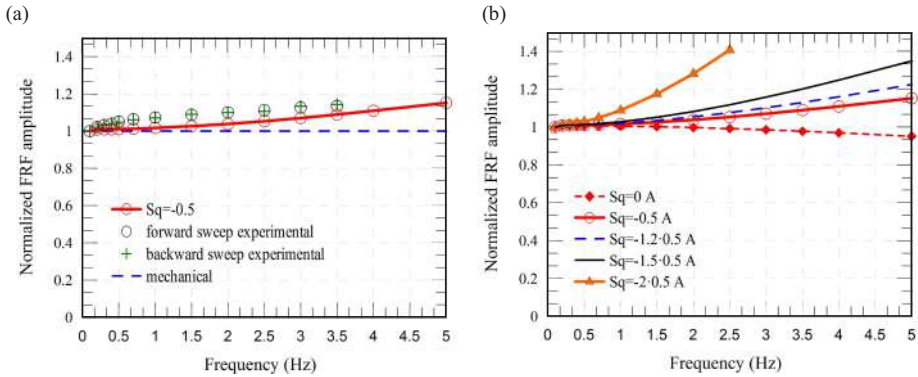 (a)
Normalized FRF amplitude
1.4
1.2
1
0.8
0.6
0.4
0.2
0
Sq=-0.5
forward sweep experimental
backward sweep experimental
mechanical
0 0.5 1 1.5 2 2.5 3 3.5 4 4.5 5
Frequency (Hz)
(b)
Normalized FRF amplitude
1.4
1.2
1
0.8
0.6
0.4
0.2
0
Sq=0 A
Sq=-0.5 A
Sq=-1.2·0.5 A
Sq=-1.5·0.5 A
Sq=-2·0.5 A
0 0.5 1 1.5 2 2.5 3 3.5 4 4.5 5
Frequency (Hz)